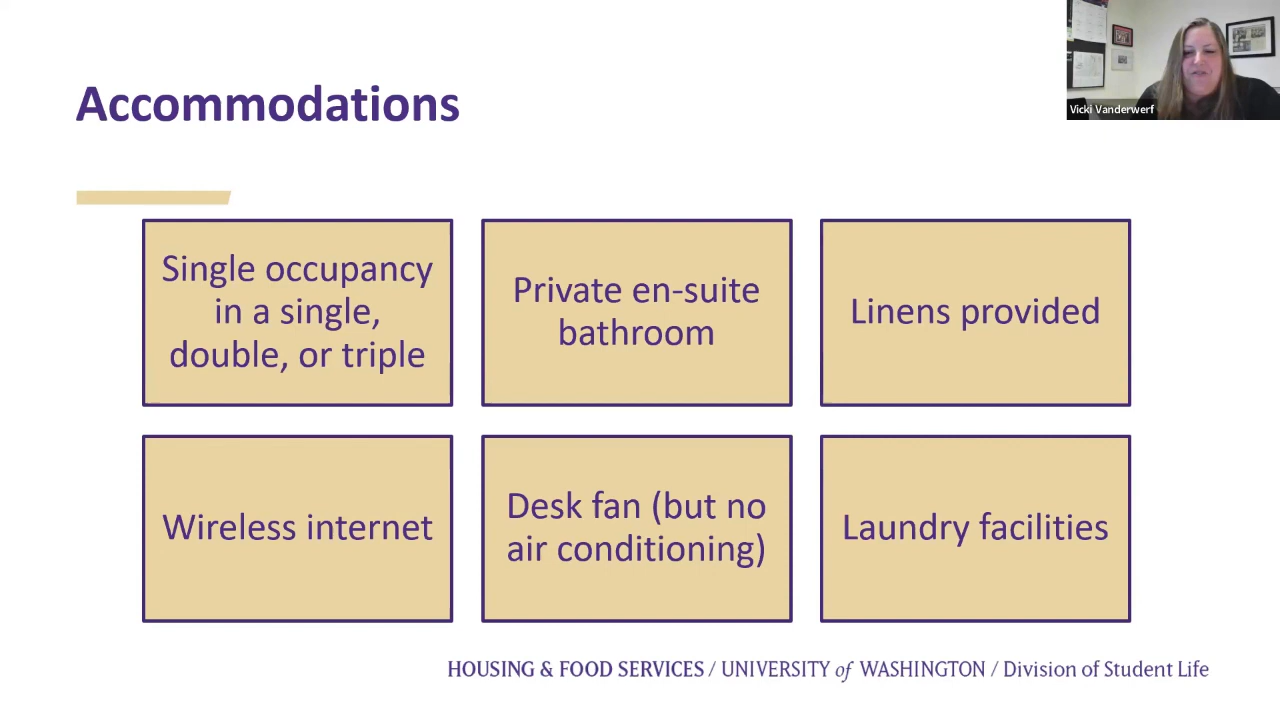 Accommodations
Vicki Vanderwerf
Single occupancy
in a single,
double, or triple
Private en-suite
bathroom
Linens provided
Wireless internet
Desk fan (but no
air conditioning)
Laundry facilities
HOUSING & FOOD SERVICES / UNIVERSITY of WASHINGTON / Division of Student Life